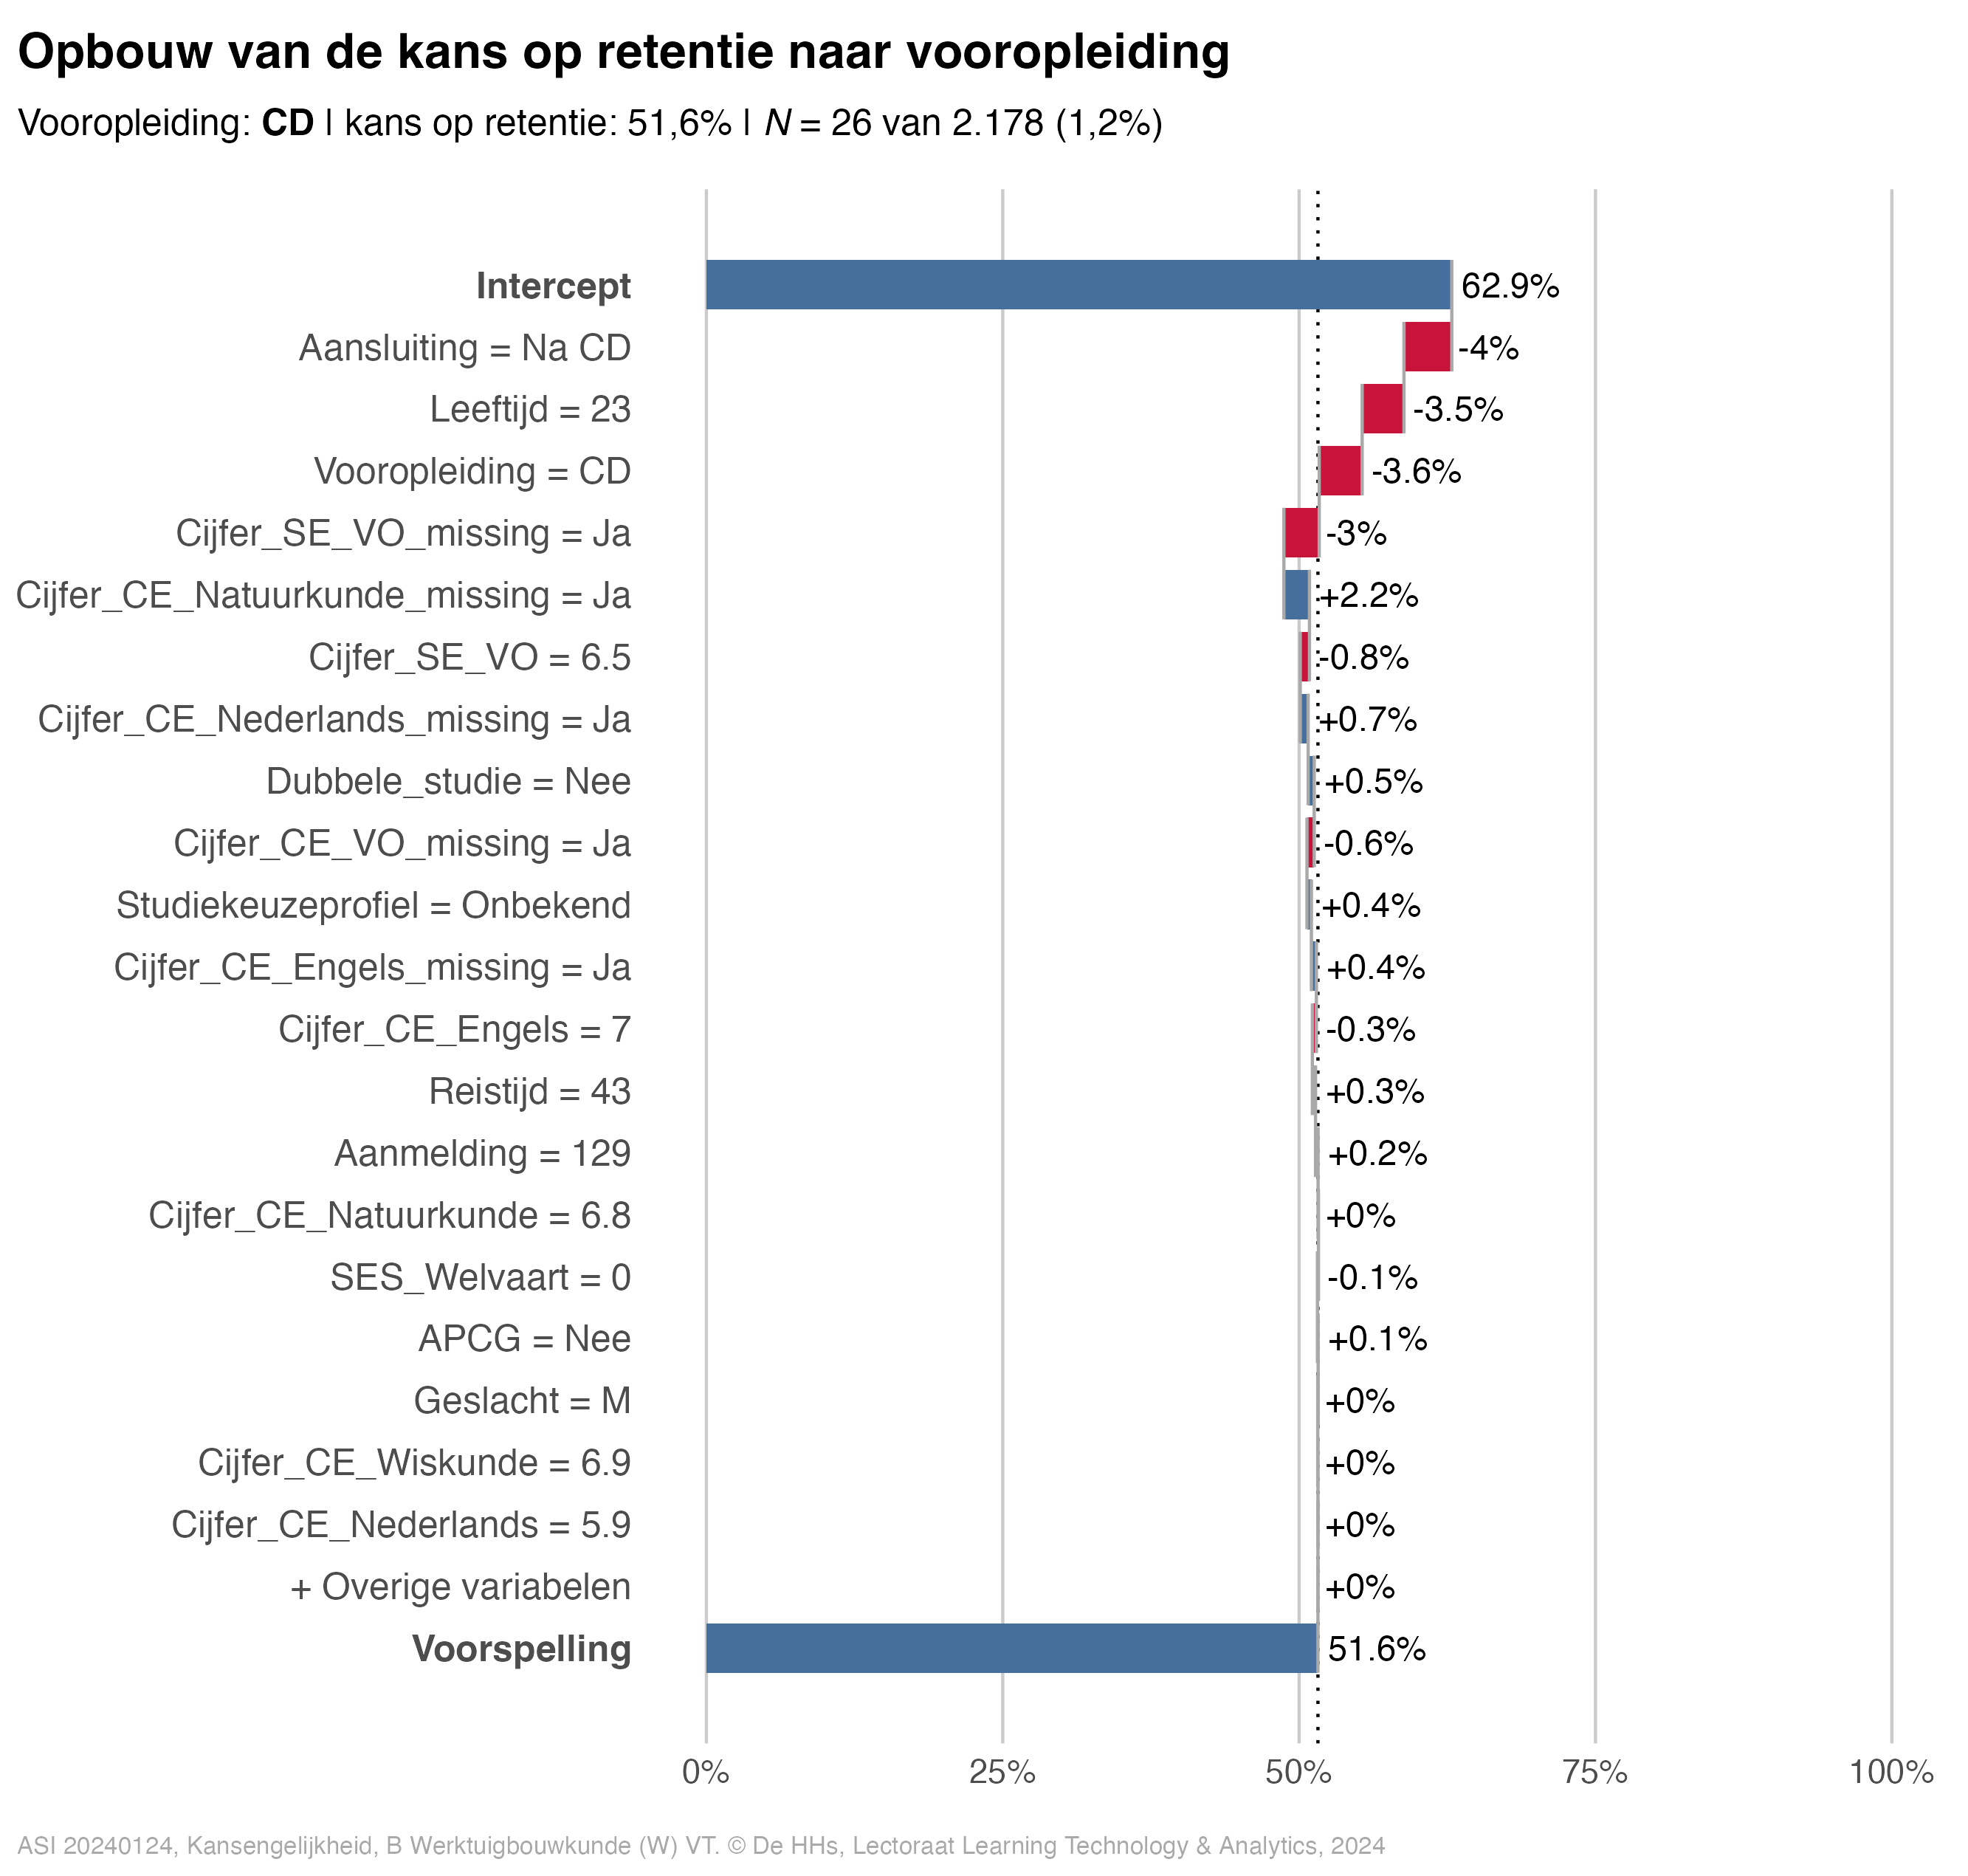 Opbouw van de kans op retentie naar vooropleiding
Vooropleiding: CD | kans op retentie: 51,6% | N = 26 van 2.178 (1,2%)
Intercept 62.9%
Aansluiting = Na CD -4%
Leeftijd = 23 -3.5%
Vooropleiding = CD -3.6%
Cijfer_SE_VO_missing = Ja -3%
Cijfer_CE_Natuurkunde_missing = Ja +2.2%
Cijfer_SE_VO = 6.5 -0.8%
Cijfer_CE_Nederlands_missing = Ja +0.7%
Dubbele_studie = Nee +0.5%
Cijfer_CE_VO_missing = Ja -0.6%
Studiekeuzeprofiel = Onbekend +0.4%
Cijfer_CE_Engels_missing = Ja +0.4%
Cijfer_CE_Engels = 7 -0.3%
Reistijd = 43 +0.3%
Aanmelding = 129 +0.2%
Cijfer_CE_Natuurkunde = 6.8 +0%
SES_Welvaart = 0 -0.1%
APCG = Nee +0.1%
Geslacht = M +0%
Cijfer_CE_Wiskunde = 6.9 +0%
Cijfer_CE_Nederlands = 5.9 +0%
+ Overige variabelen +0%
Voorspelling 51.6%
0% 25% 50% 75% 100%
ASI 20240124, Kansengelijkheid, B Werktuigbouwkunde (W) VT. © De HHs, Lectoraat Learning Technology & Analytics, 2024